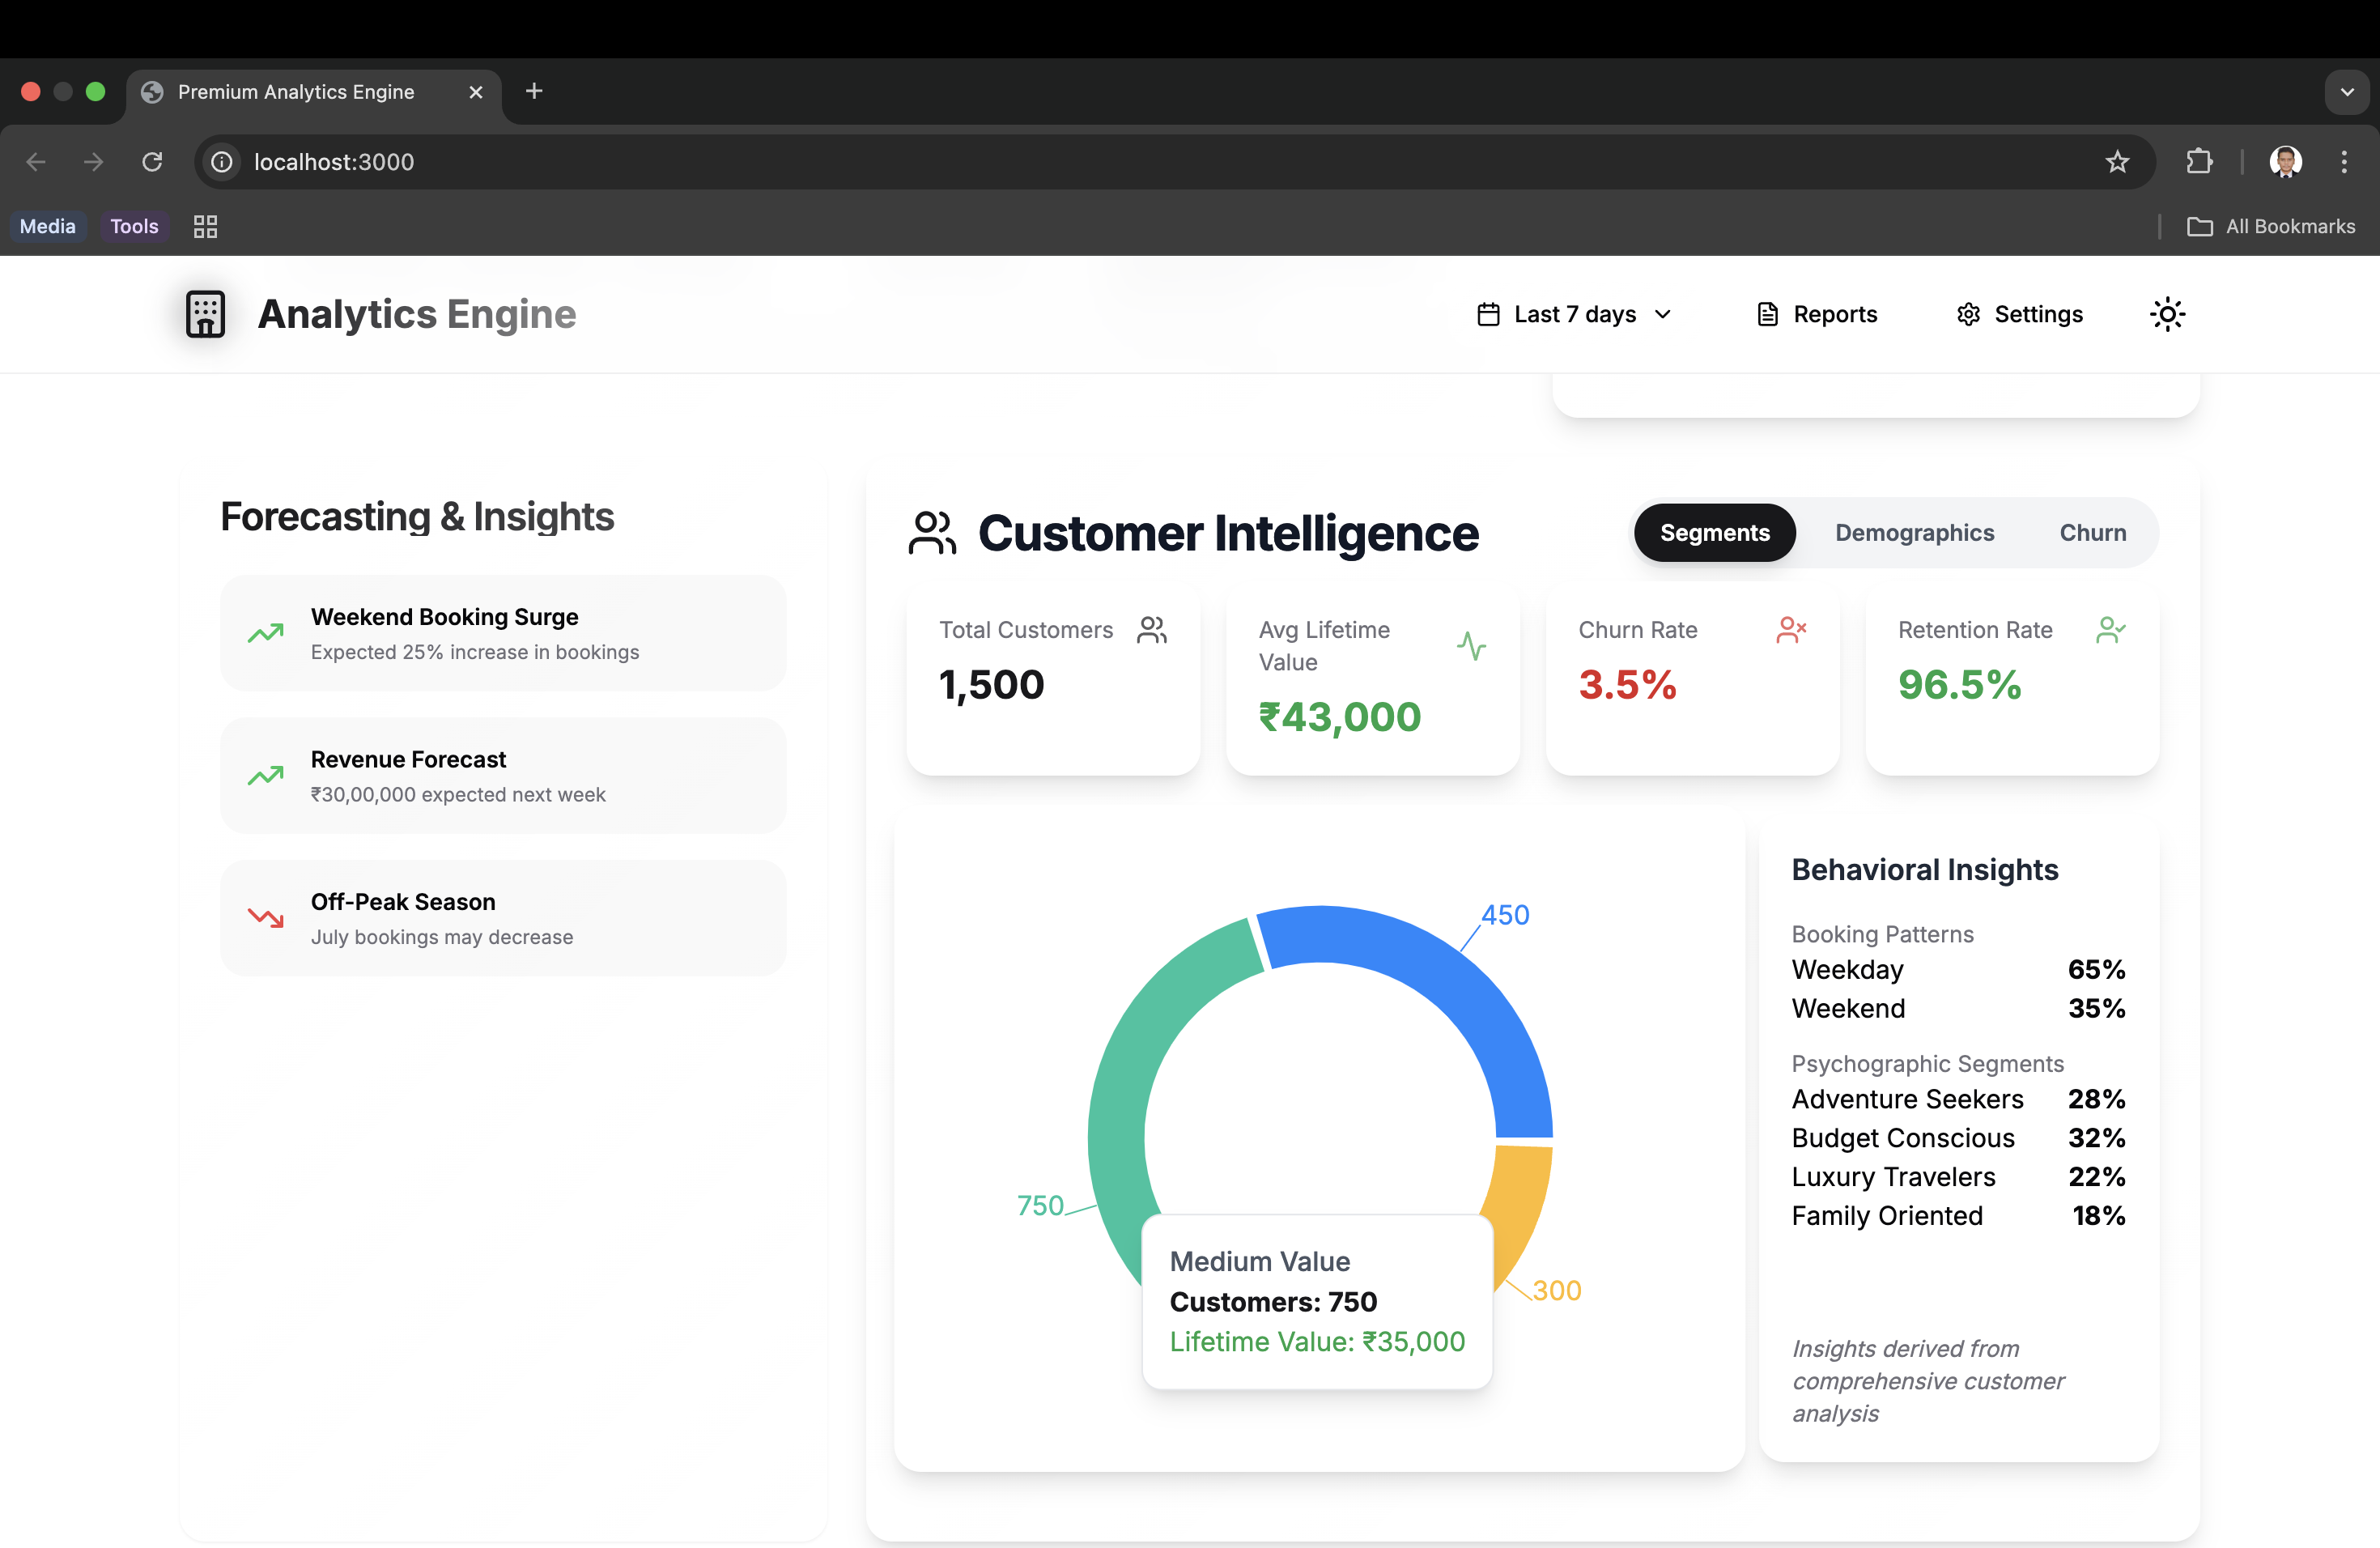 Premium Analytics Engine
localhost:3000
Media Tools All Bookmarks
Analytics Engine
Last 7 days Reports Settings
Forecasting & Insights
Weekend Booking Surge
Expected 25% increase in bookings
Revenue Forecast
₹30,00,000 expected next week
Off-Peak Season
July bookings may decrease
Customer Intelligence
Segments Demographics Churn
Total Customers
1,500
Avg Lifetime
Value
₹43,000
Churn Rate
3.5%
Retention Rate
96.5%
450
750
300
Medium Value
Customers: 750
Lifetime Value: ₹35,000
Behavioral Insights
Booking Patterns
Weekday 65%
Weekend 35%
Psychographic Segments
Adventure Seekers 28%
Budget Conscious 32%
Luxury Travelers 22%
Family Oriented 18%
Insights derived from
comprehensive customer
analysis